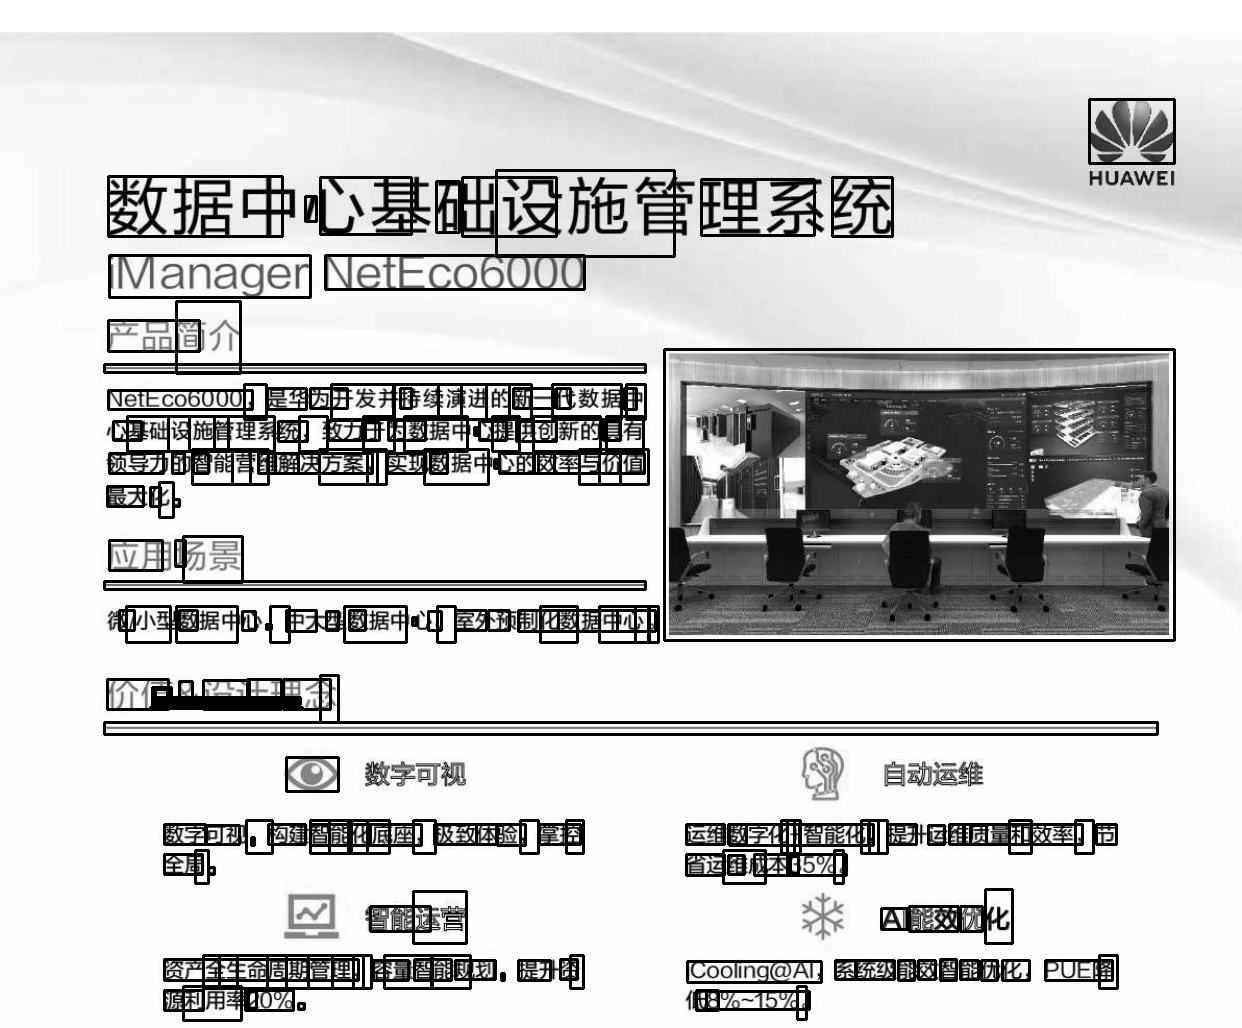 HUAWEI
数据中心基础设施管理系统
iManager NetEco6000
产品简介
NetEco6000，是华为开发并持续演进的新一代数据中
心基础设施管理系统，致力于为数据中心提供创新的具有
领导力的智能营维解决方案，实现数据中心的效率与价值
最大化。
应用场景
微/小型数据中心，中大型数据中心，室外预制化数据中心。
价值&设计理念
数字可视
数字可视，构建智能化底座，极致体验，掌控
全局。
自动运维
运维数字化+智能化，提升运维质量和效率，节
省运维成本35%。
智能运营
资产全生命周期管理，容量智能规划，提升资
源利用率20%。
AI能效优化
iCooling@AI，系统级能效智能优化，PUE降
低8%~15%。